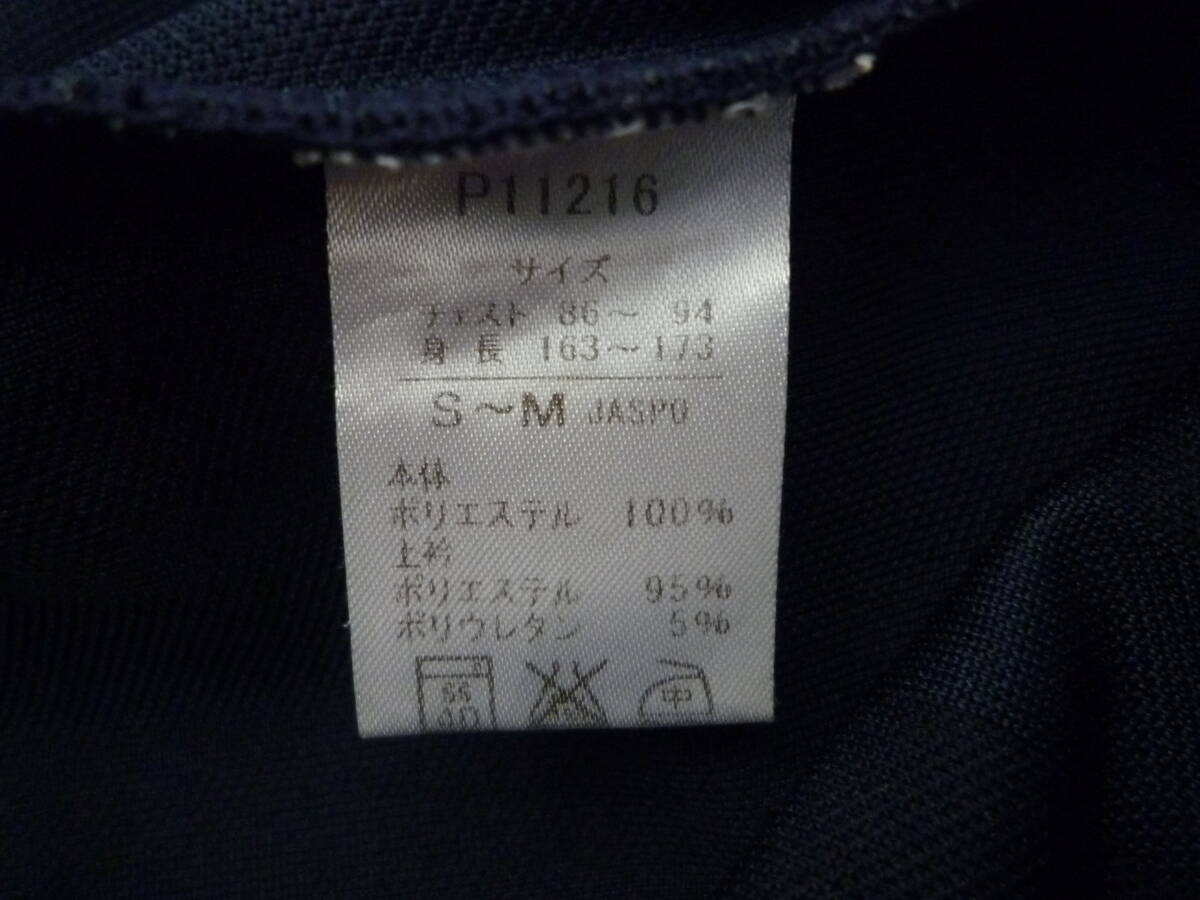 P11216
サイズ
チェスト 86～ 94
身長 163～173
S～M JASPO
本体
ポリエステル 100%
上衿
ポリエステル 95%
ポリウレタン 5%
中